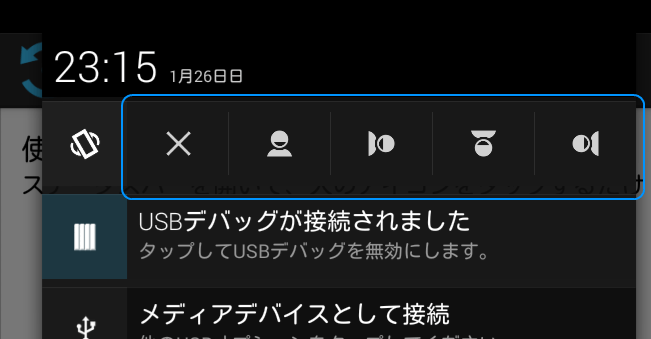 23:15 1月26日日
使
USBデバッグが接続されました
タップしてUSBデバッグを無効にします。
メディアデバイスとして接続